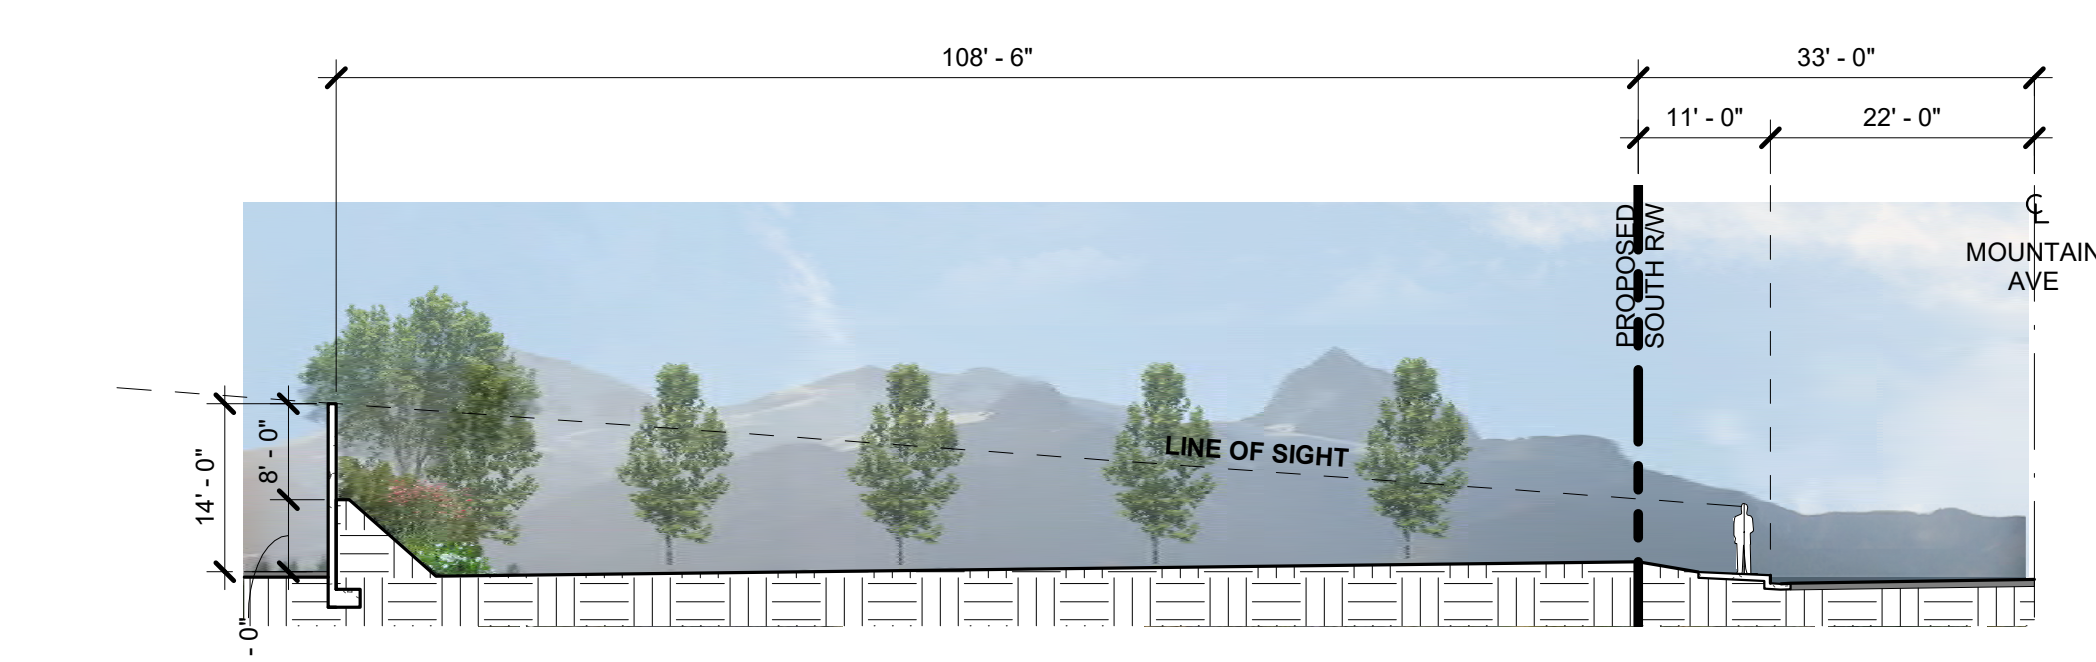 108' - 6"
33' - 0"
11' - 0"
22' - 0"
PROPOSED
SOUTH R/W
℄
MOUNTAIN
AVE
14' - 0"
8' - 0"
LINE OF SIGHT
- 0"